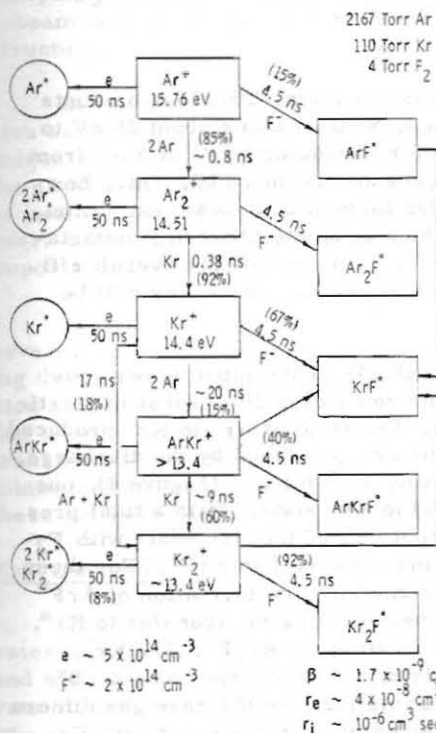 2167 Torr Ar
110 Torr Kr
4 Torr F2
Ar*
e
50 ns
Ar+
15.76 eV
(15%)
4.5 ns
F-
ArF*
2 Ar
(85%)
~0.8 ns
2Ar*
Ar2*
e
50 ns
Ar2
14.51
4.5 ns
F-
Ar2F*
Kr
0.38 ns
(92%)
Kr*
e
50 ns
Kr+
14.4 eV
(67%)
4.5 ns
F-
KrF*
17 ns
(18%)
2 Ar
~20 ns
(15%)
ArKr*
e
50 ns
ArKr+
>13.4
(40%)
4.5 ns
F-
ArKrF*
Ar + Kr
Kr
~9 ns
(60%)
2 Kr*
Kr2*
e
50 ns
(8%)
Kr2+
~13.4 eV
(92%)
4.5 ns
F-
Kr2F*
e ~ 5 x 10^14 cm^-3
F- ~ 2 x 10^14 cm^-3
β ~ 1.7 x 10^-9 c
re ~ 4 x 10^-8 cm
ri ~ 10^-6 cm^3 sec